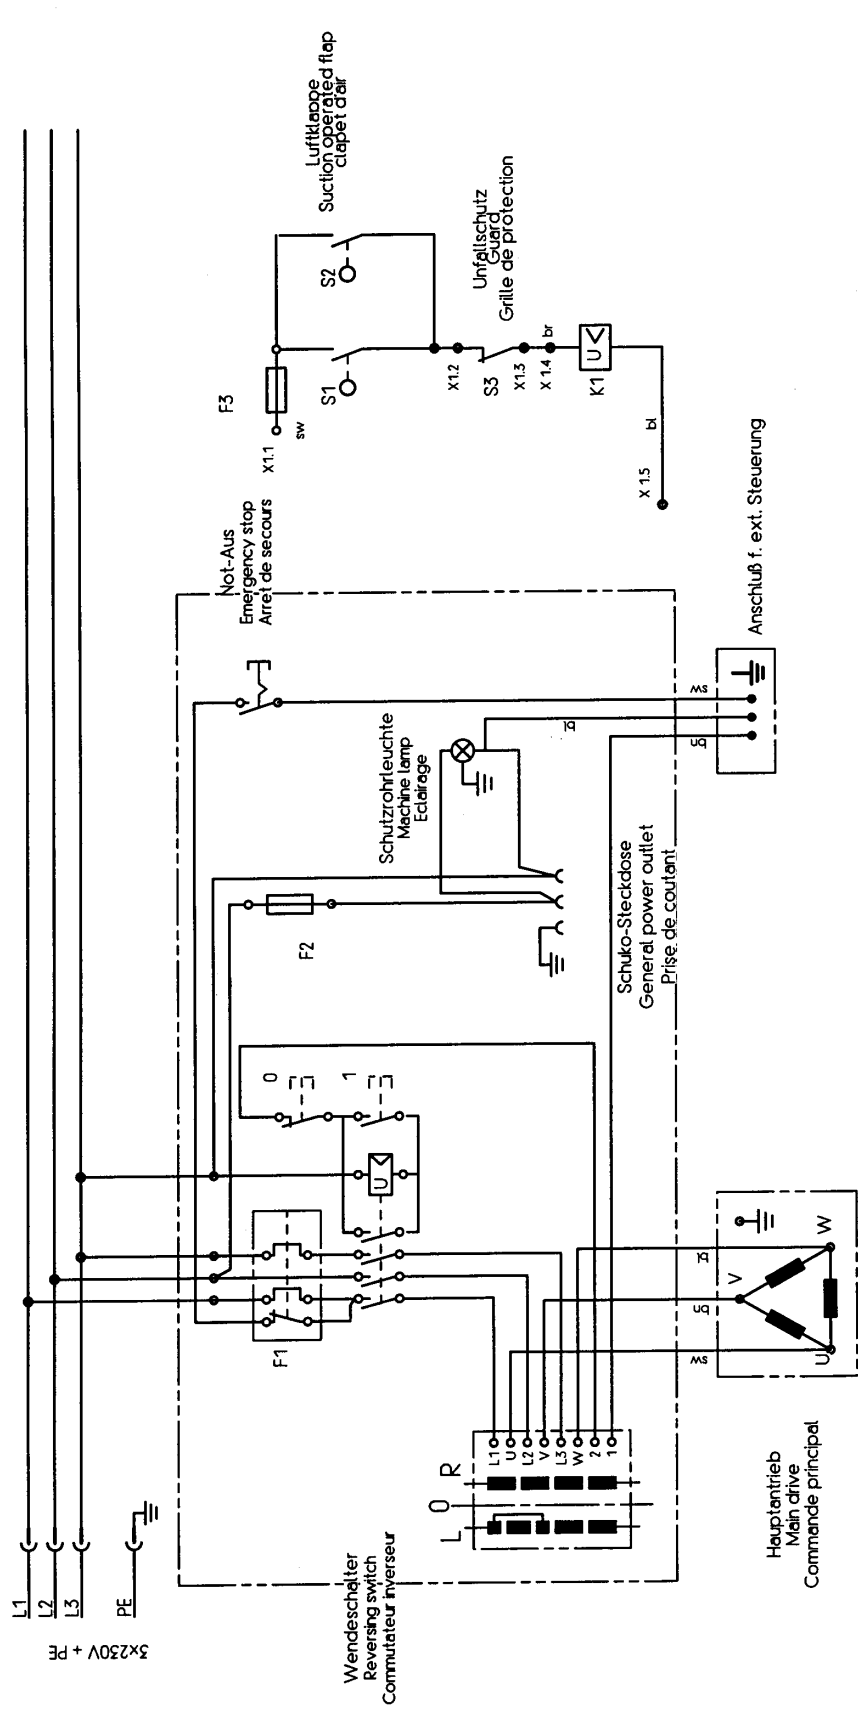 L1
L2
L3
PE
3x230V + PE
Wendeschalter
Reversing switch
Commutateur inverseur
L O R
L1
U
L2
V
L3
W
2
1
F1
U
0
1
F2
Schuko-Steckdose
General power outlet
Prise de coutant
Schutzrohrleuchte
Machine lamp
Eclairage
Not-Aus
Emergency stop
Arret de secours
sw
bl
bn
Anschluß f. ext. Steuerung
Hauptantrieb
Main drive
Commande principal
sw
bn
bl
U
V
W
X1.1
sw
F3
S1
S2
Luftklappe
Suction operated flap
clapet d'air
X1.2
S3
X1.3
X 1.4
br
Unfallschutz
Guard
Grille de protection
K1
U
bl
X 1.5